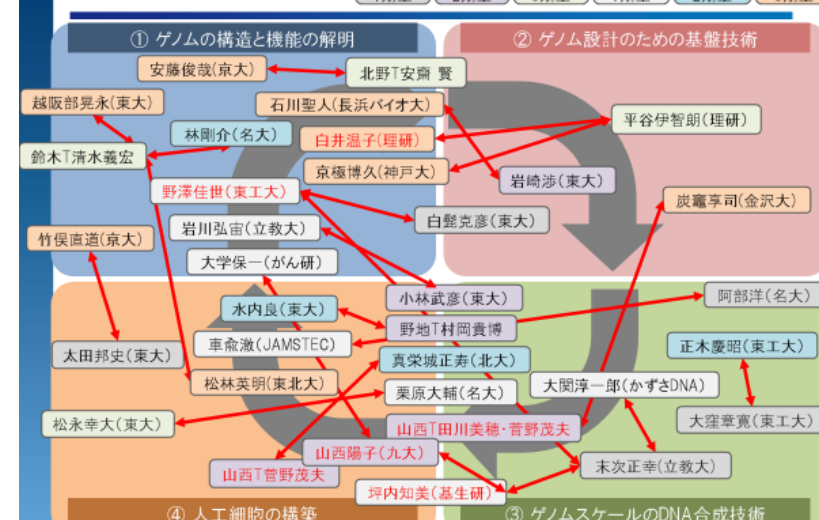 ① ゲノムの構造と機能の解明
② ゲノム設計のための基盤技術
安藤俊哉(京大)
北野T安齋 賢
越阪部晃永(東大)
石川聖人(長浜バイオ大)
平谷伊智朗(理研)
林剛介(名大)
白井温子(理研)
鈴木T清水義宏
京極博久(神戸大)
岩崎渉(東大)
野澤佳世(東工大)
炭竈享司(金沢大)
白髭克彦(東大)
岩川弘宙(立教大)
竹俣直道(京大)
大学保一(がん研)
小林武彦(東大)
阿部洋(名大)
水内良(東大)
野地T村岡貴博
車兪澈(JAMSTEC)
正木慶昭(東工大)
太田邦史(東大)
真栄城正寿(北大)
松林英明(東北大)
栗原大輔(名大)
大関淳一郎(かずさDNA)
松永幸大(東大)
大窪章寛(東工大)
山西T田川美穂・菅野茂夫
山西陽子(九大)
山西T菅野茂夫
末次正幸(立教大)
坪内知美(基生研)
④ 人工細胞の構築
③ ゲノムスケールのDNA合成技術